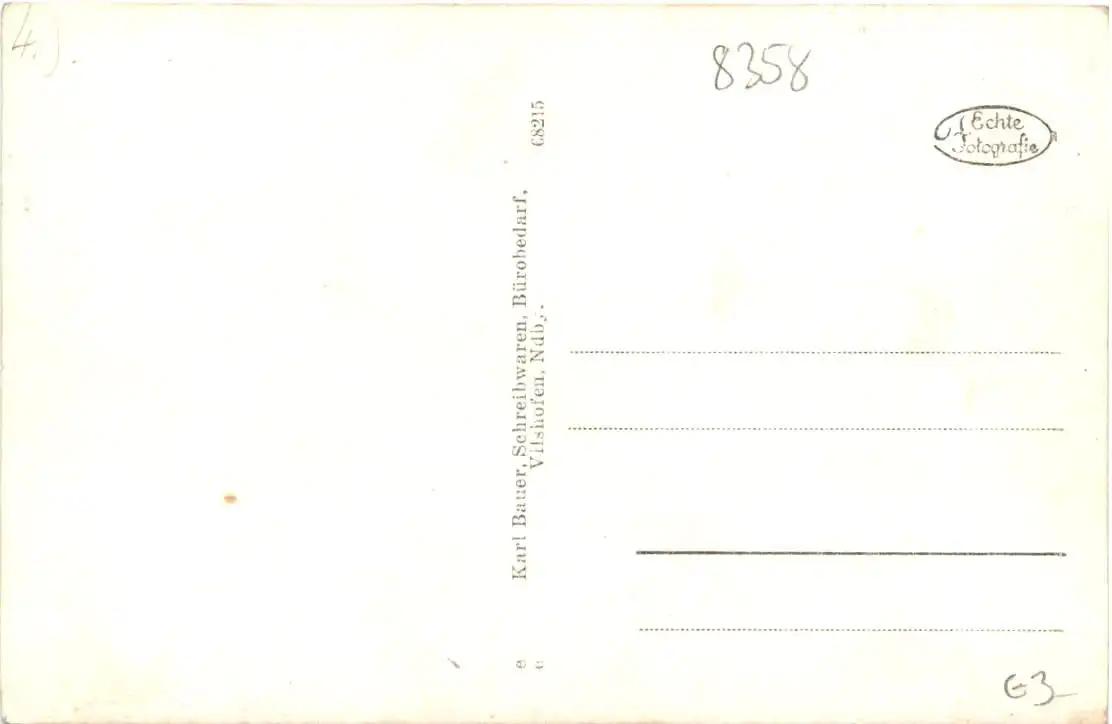 4.)
8358
Echte
Fotografie
68215
Karl Bauer, Schreibwaren, Bürobedarf,
Vilshofen, Ndb.
e
e
G3-